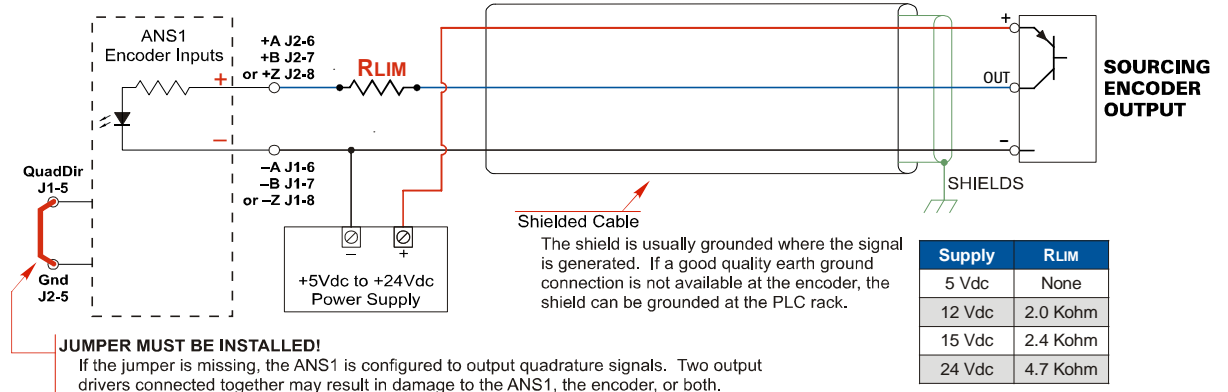 ANS1
Encoder Inputs
+A J2-6
+B J2-7
or +Z J2-8
+
–
RLIM
–A J1-6
–B J1-7
or –Z J1-8
QuadDir
J1-5
Gnd
J2-5
–
+
+5Vdc to +24Vdc
Power Supply
+
OUT
–
SOURCING
ENCODER
OUTPUT
SHIELDS
Shielded Cable
The shield is usually grounded where the signal
is generated. If a good quality earth ground
connection is not available at the encoder, the
shield can be grounded at the PLC rack.
Supply RLIM
5 Vdc None
12 Vdc 2.0 Kohm
15 Vdc 2.4 Kohm
24 Vdc 4.7 Kohm
JUMPER MUST BE INSTALLED!
If the jumper is missing, the ANS1 is configured to output quadrature signals. Two output
drivers connected together may result in damage to the ANS1, the encoder, or both.